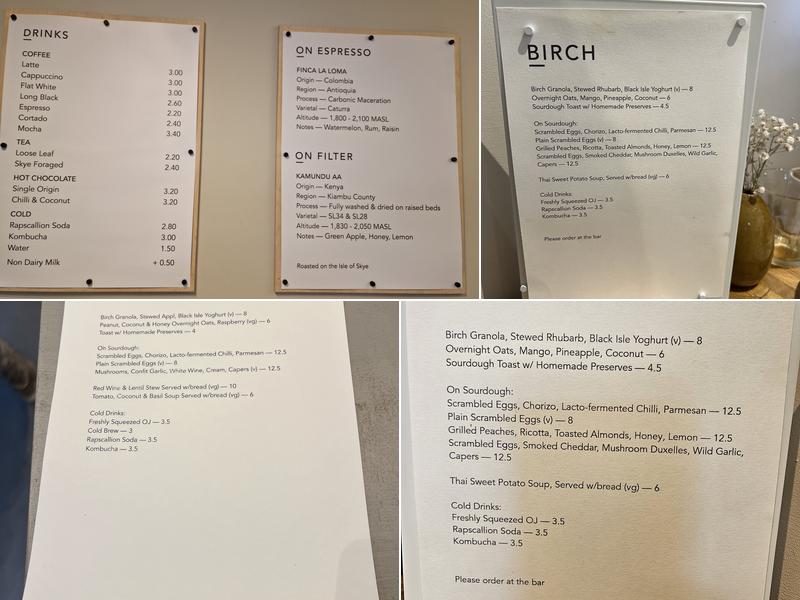 DRINKS
COFFEE
Latte 3.00
Cappuccino 3.00
Flat White 3.00
Long Black 2.60
Espresso 2.20
Cortado 2.40
Mocha 3.40
TEA
Loose Leaf 2.20
Skye Foraged 2.40
HOT CHOCOLATE
Single Origin 3.20
Chilli & Coconut 3.20
COLD
Rapscallion Soda 2.80
Kombucha 3.00
Water 1.50
Non Dairy Milk + 0.50
ON ESPRESSO
FINCA LA LOMA
Origin — Colombia
Region — Antioquia
Process — Carbonic Maceration
Varietal — Caturra
Altitude — 1,800 - 2,100 MASL
Notes — Watermelon, Rum, Raisin
ON FILTER
KAMUNDU AA
Origin — Kenya
Region — Kiambu County
Process — Fully washed & dried on raised beds
Varietal — SL34 & SL28
Altitude — 1,830 - 2,050 MASL
Notes — Green Apple, Honey, Lemon
Roasted on the Isle of Skye
BIRCH
Birch Granola, Stewed Rhubarb, Black Isle Yoghurt (v) — 8
Overnight Oats, Mango, Pineapple, Coconut — 6
Sourdough Toast w/ Homemade Preserves — 4.5
On Sourdough:
Scrambled Eggs, Chorizo, Lacto-fermented Chilli, Parmesan — 12.5
Plain Scrambled Eggs (v) — 8
Grilled Peaches, Ricotta, Toasted Almonds, Honey, Lemon — 12.5
Scrambled Eggs, Smoked Cheddar, Mushroom Duxelles, Wild Garlic,
Capers — 12.5
Thai Sweet Potato Soup, Served w/bread (vg) — 6
Cold Drinks:
Freshly Squeezed OJ — 3.5
Rapscallion Soda — 3.5
Kombucha — 3.5
Please order at the bar
Birch Granola, Stewed Appl, Black Isle Yoghurt (v) — 8
Peanut, Coconut & Honey Overnight Oats, Raspberry (vg) — 6
Toast w/ Homemade Preserves — 4
On Sourdough:
Scrambled Eggs, Chorizo, Lacto-fermented Chilli, Parmesan — 12.5
Plain Scrambled Eggs (v) — 8
Mushrooms, Confit Garlic, White Wine, Cream, Capers (v) — 12.5
Red Wine & Lentil Stew Served w/bread (vg) — 10
Tomato, Coconut & Basil Soup Served w/bread (vg) — 6
Cold Drinks:
Freshly Squeezed OJ — 3.5
Cold Brew — 3
Rapscallion Soda — 3.5
Kombucha — 3.5
Birch Granola, Stewed Rhubarb, Black Isle Yoghurt (v) — 8
Overnight Oats, Mango, Pineapple, Coconut — 6
Sourdough Toast w/ Homemade Preserves — 4.5
On Sourdough:
Scrambled Eggs, Chorizo, Lacto-fermented Chilli, Parmesan — 12.5
Plain Scrambled Eggs (v) — 8
Grilled Peaches, Ricotta, Toasted Almonds, Honey, Lemon — 12.5
Scrambled Eggs, Smoked Cheddar, Mushroom Duxelles, Wild Garlic,
Capers — 12.5
Thai Sweet Potato Soup, Served w/bread (vg) — 6
Cold Drinks:
Freshly Squeezed OJ — 3.5
Rapscallion Soda — 3.5
Kombucha — 3.5
Please order at the bar